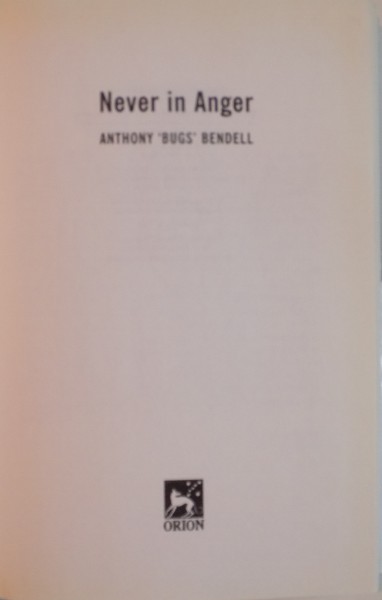 Never in Anger
ANTHONY 'BUGS' BENDELL
ORION